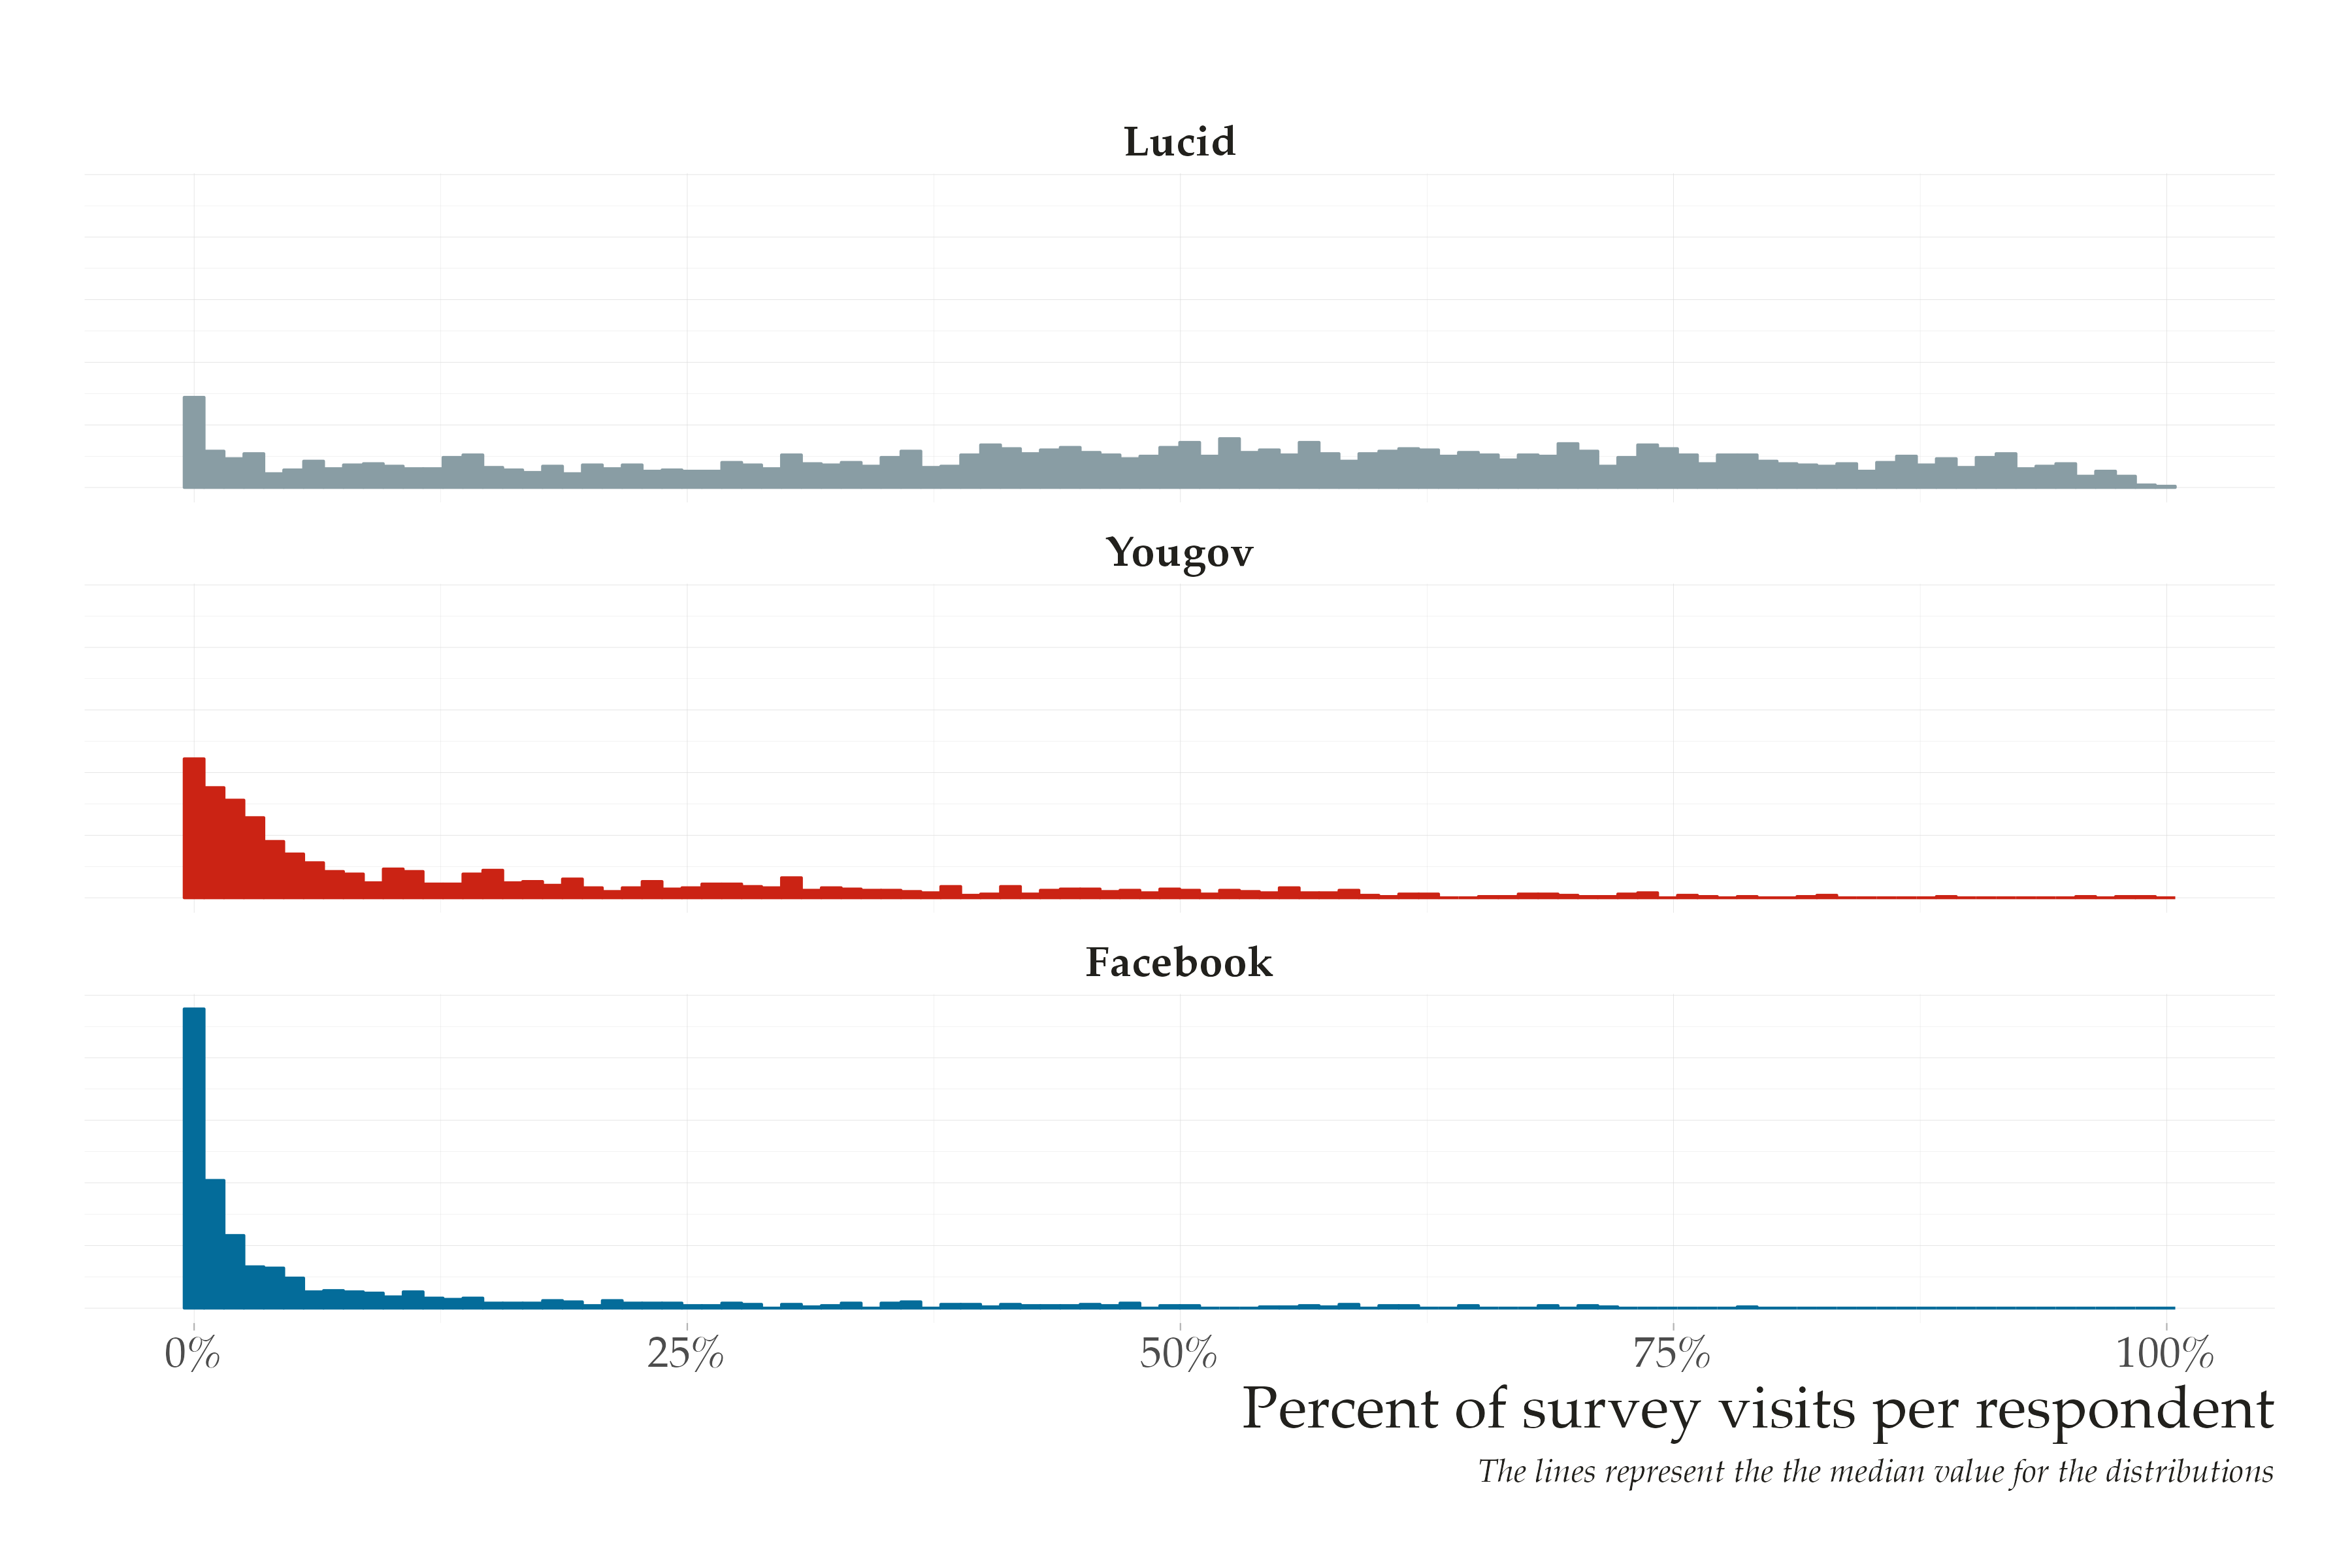 Lucid
Yougov
Facebook
0% 25% 50% 75% 100%
Percent of survey visits per respondent
The lines represent the the median value for the distributions